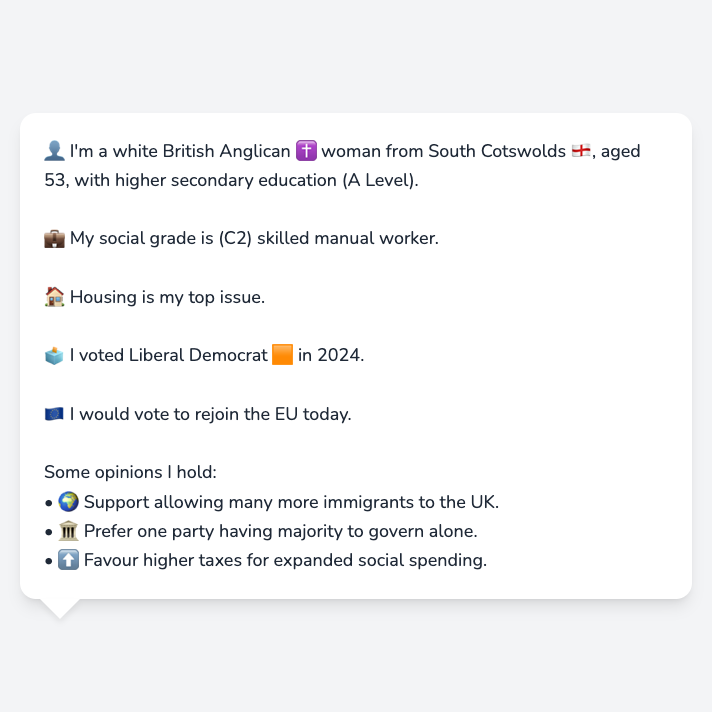 👤 I'm a white British Anglican ✝️ woman from South Cotswolds 🏴󠁧󠁢󠁥󠁮󠁧󠁿, aged
53, with higher secondary education (A Level).
💼 My social grade is (C2) skilled manual worker.
🏠 Housing is my top issue.
🗳️ I voted Liberal Democrat 🟧 in 2024.
🇪🇺 I would vote to rejoin the EU today.
Some opinions I hold:
• 🌍 Support allowing many more immigrants to the UK.
• 🏛️ Prefer one party having majority to govern alone.
• ⬆️ Favour higher taxes for expanded social spending.